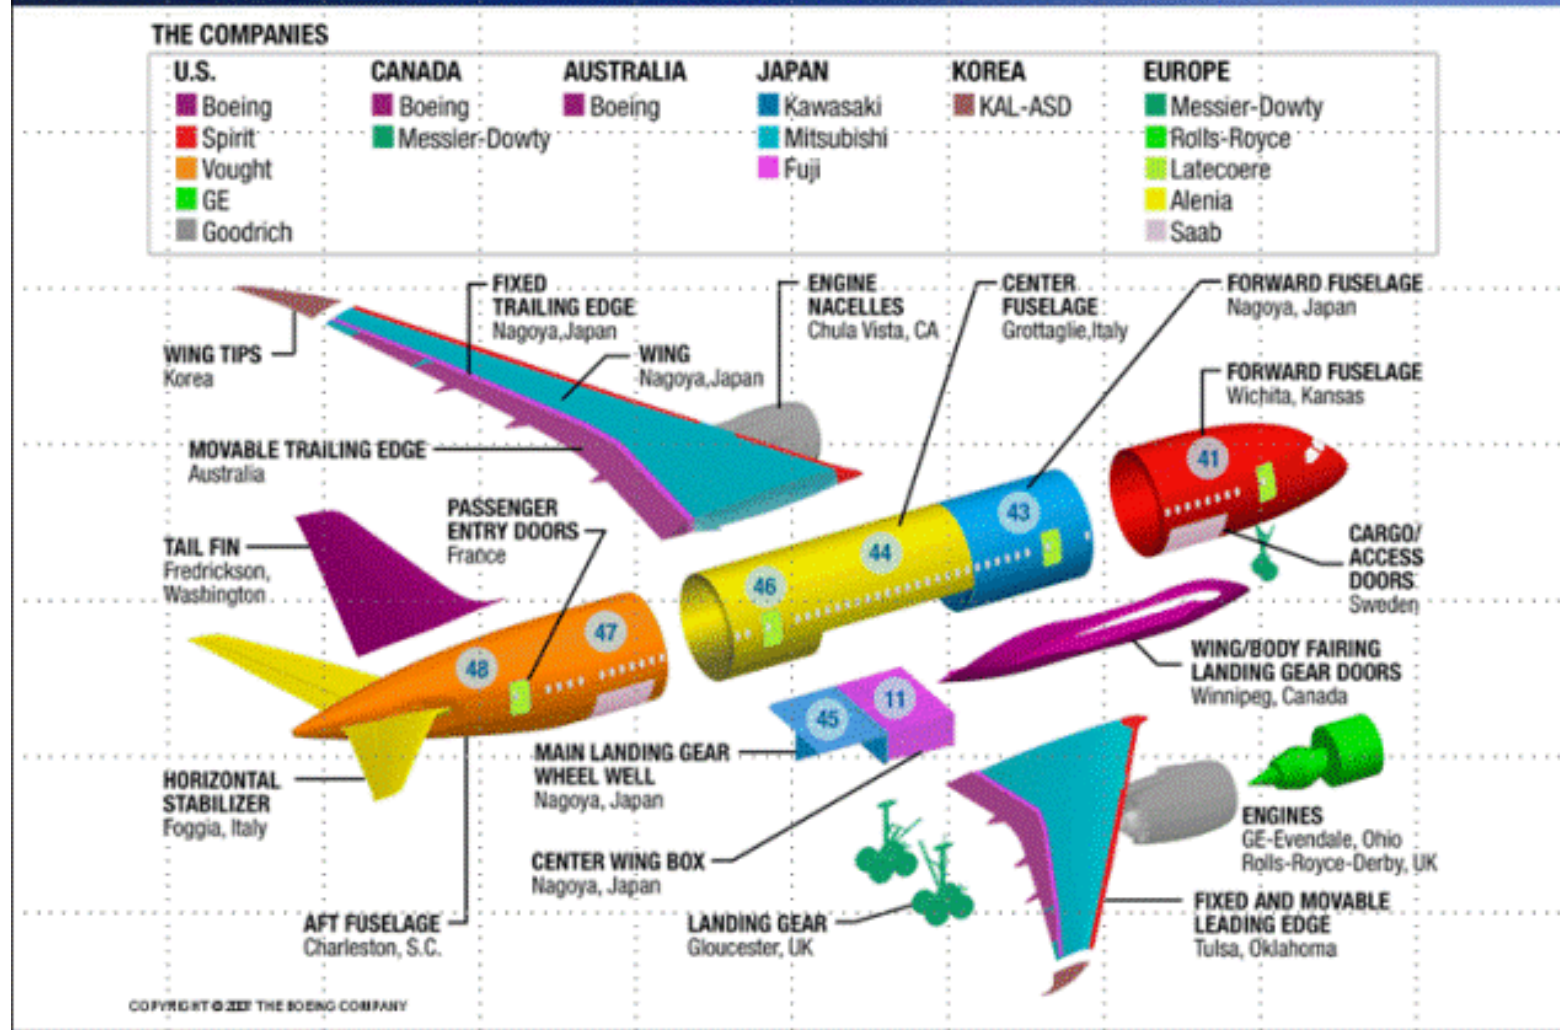 THE COMPANIES
U.S.
Boeing
Spirit
Vought
GE
Goodrich
CANADA
Boeing
Messier-Dowty
AUSTRALIA
Boeing
JAPAN
Kawasaki
Mitsubishi
Fuji
KOREA
KAL-ASD
EUROPE
Messier-Dowty
Rolls-Royce
Latecoere
Alenia
Saab
FIXED
TRAILING EDGE
Nagoya,Japan
ENGINE
NACELLES
Chula Vista, CA
CENTER
FUSELAGE
Grottaglie,Italy
FORWARD FUSELAGE
Nagoya, Japan
WING TIPS
Korea
WING
Nagoya,Japan
FORWARD FUSELAGE
Wichita, Kansas
MOVABLE TRAILING EDGE
Australia
41
PASSENGER
ENTRY DOORS
France
43
44
46
TAIL FIN
Fredrickson,
Washington
CARGO/
ACCESS
DOORS
Sweden
47
48
WING/BODY FAIRING
LANDING GEAR DOORS
Winnipeg, Canada
11
45
MAIN LANDING GEAR
WHEEL WELL
Nagoya, Japan
HORIZONTAL
STABILIZER
Foggia, Italy
ENGINES
GE-Evendale, Ohio
Rolls-Royce-Derby, UK
CENTER WING BOX
Nagoya, Japan
AFT FUSELAGE
Charleston, S.C.
LANDING GEAR
Gloucester, UK
FIXED AND MOVABLE
LEADING EDGE
Tulsa, Oklahoma
COPYRIGHT © THE BOEING COMPANY